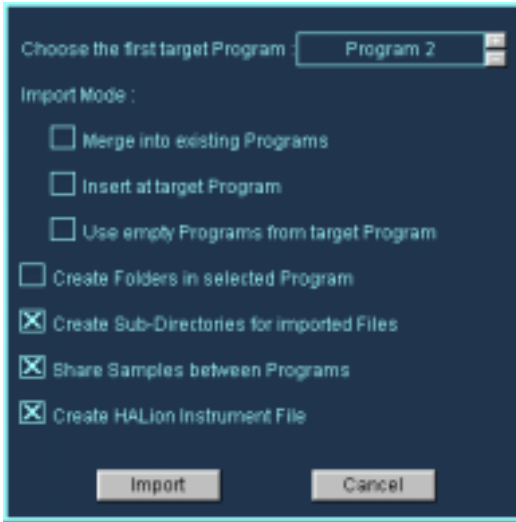 Choose the first target Program : Program 2
Import Mode :
Merge into existing Programs
Insert at target Program
Use empty Programs from target Program
Create Folders in selected Program
Create Sub-Directories for imported Files
Share Samples between Programs
Create HALion Instrument File
Import Cancel